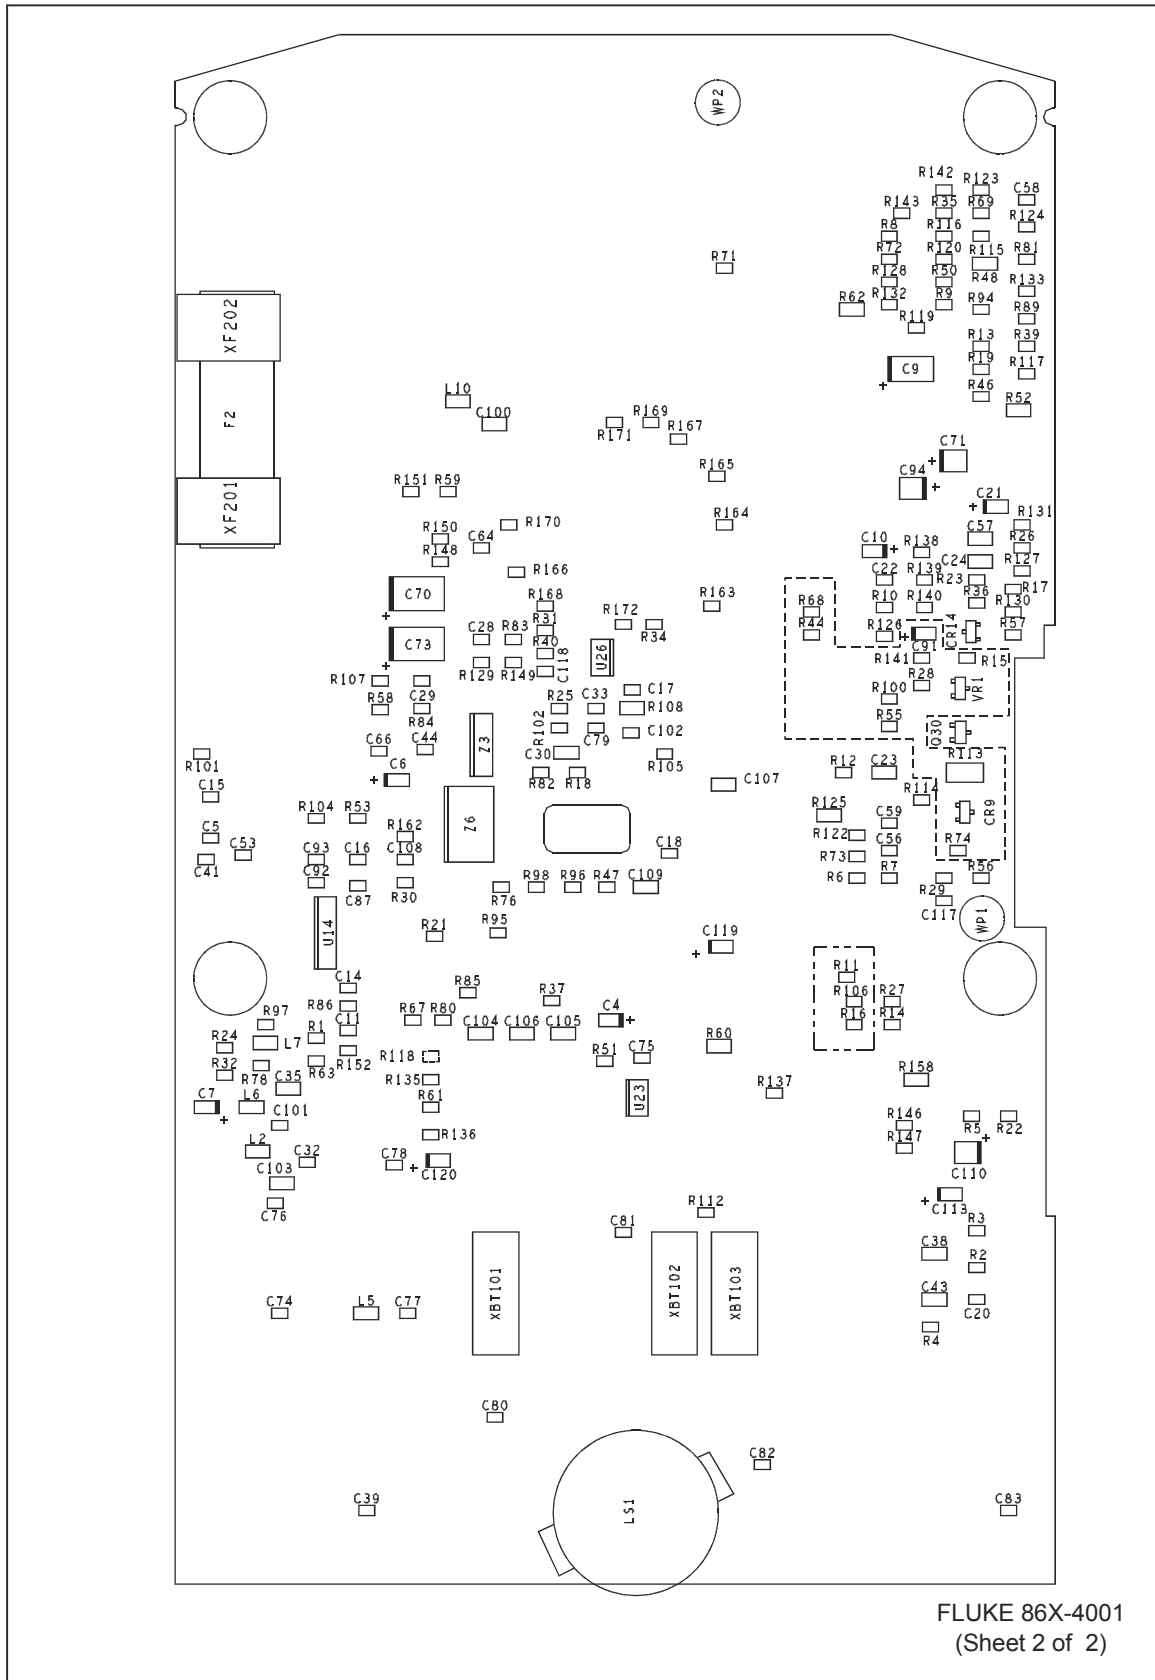 WP2
R142
R123
C58
R143
R35
R69
R124
R8
R116
R72
R120
R115
R81
R71
R48
R128
R50
R133
R62
R132
R9
R94
R89
XF202
R119
R13
R39
R19
R117
C9
R46
R52
L10
C100
F2
R169
R171
R167
C71
R165
C94
R151
R59
C21
XF201
R170
R164
R131
R150
C64
C57
C10
R138
R26
R148
C24
R127
R166
C22
R139
R23
R17
C70
R168
R163
R68
R10
R140
R36
R130
R31
R172
R34
R44
R126
C91
CR14
R57
C73
C28
R83
R40
C118
U26
R129
R149
R141
R15
R107
C17
R28
VR1
R58
C29
R25
C33
R108
R100
R84
R102
C79
C102
R55
Q30
C66
C44
Z3
C30
R105
R101
C6
R82
R18
C107
R12
C23
R113
C15
R114
R104
R53
R125
CR9
C5
R162
Z6
C59
C53
R122
C41
C93
C16
C108
C18
R73
C56
R74
C92
C87
R30
R76
R98
R96
R47
C109
R6
R7
R29
R56
C117
WP1
U14
R21
R95
C119
R11
C14
R85
R37
R106
R27
R86
R97
R1
C11
R67
R80
C104
C106
C105
C4
R16
R14
R24
L7
R60
R63
R152
R118
R51
C75
R32
R78
C35
R135
R158
C7
L6
R61
U23
R137
C101
R146
R5
R22
L2
R136
R147
C32
C78
C120
C110
C103
C76
C113
R112
R3
C81
C38
R2
XBT101
XBT102
XBT103
C74
L5
C77
C43
C20
R4
C80
C82
C39
LS1
C83
FLUKE 86X-4001
(Sheet 2 of 2)